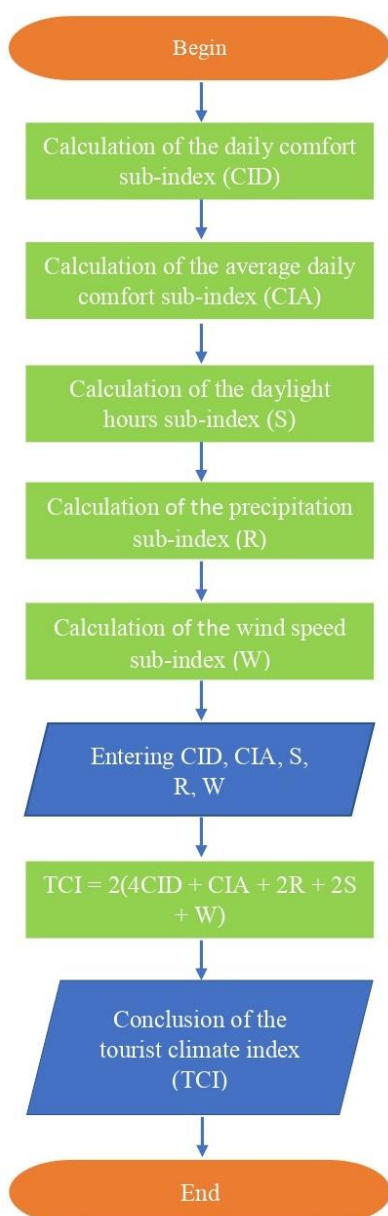 Begin
Calculation of the daily comfort
sub-index (CID)
Calculation of the average daily
comfort sub-index (CIA)
Calculation of the daylight
hours sub-index (S)
Calculation of the precipitation
sub-index (R)
Calculation of the wind speed
sub-index (W)
Entering CID, CIA, S,
R, W
TCI = 2(4CID + CIA + 2R + 2S
+ W)
Conclusion of the
tourist climate index
(TCI)
End